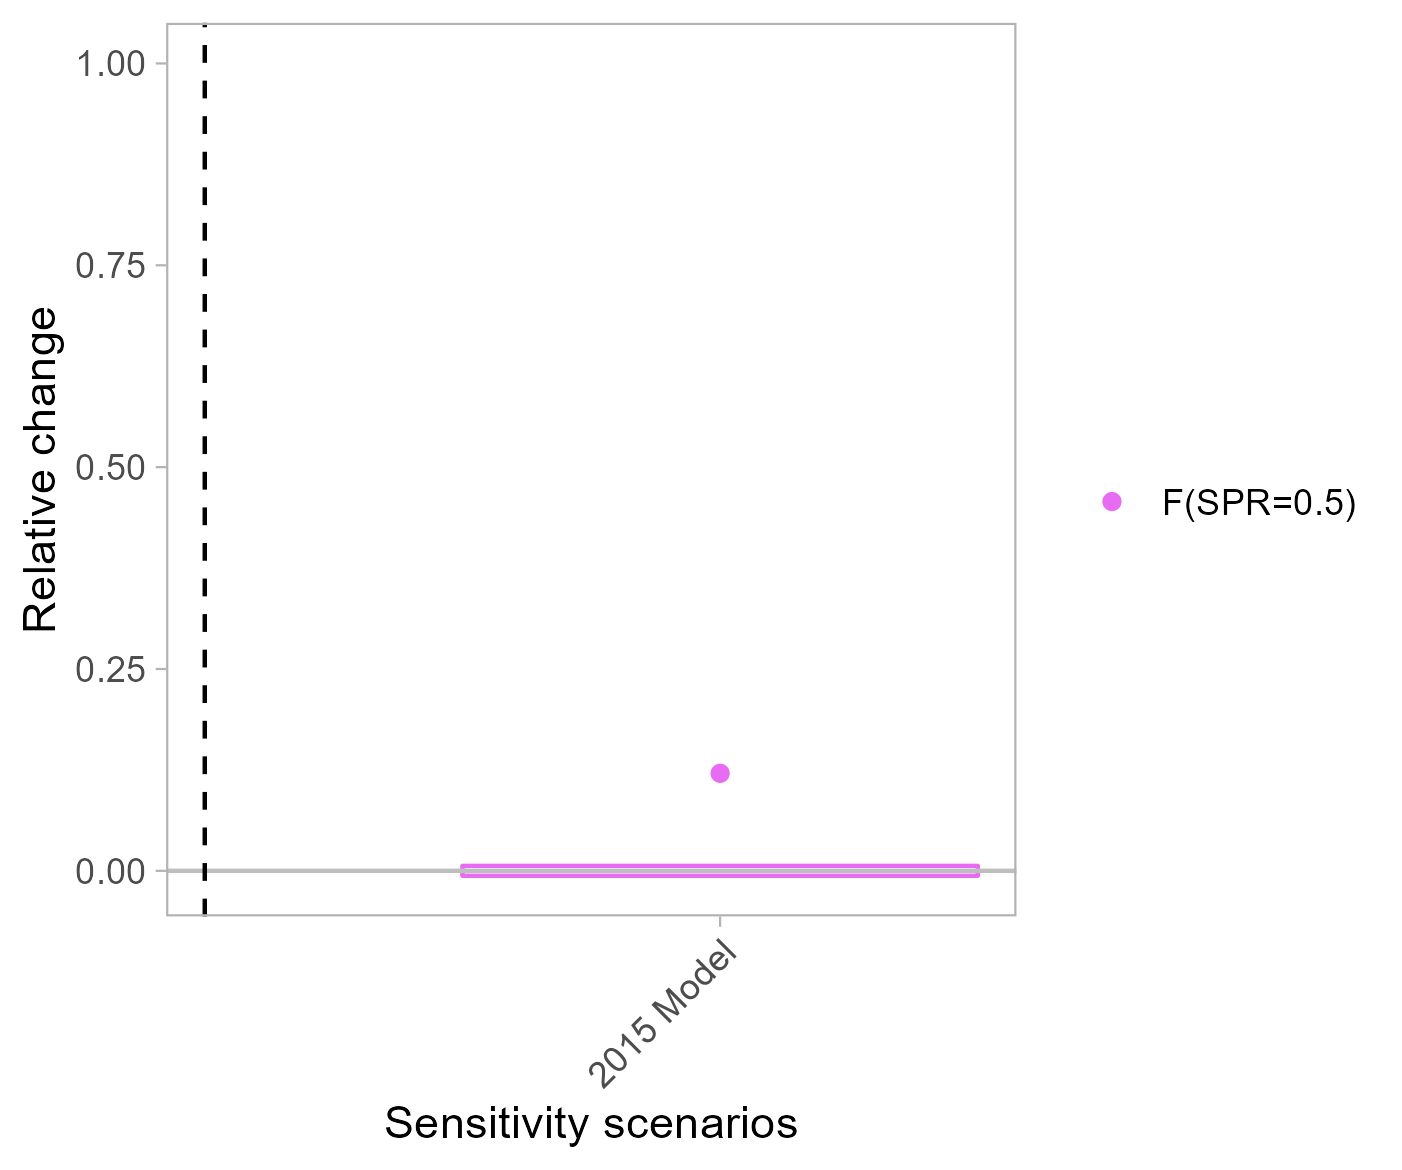 1.00
0.75
0.50
0.25
0.00
Relative change
2015 Model
Sensitivity scenarios
F(SPR=0.5)